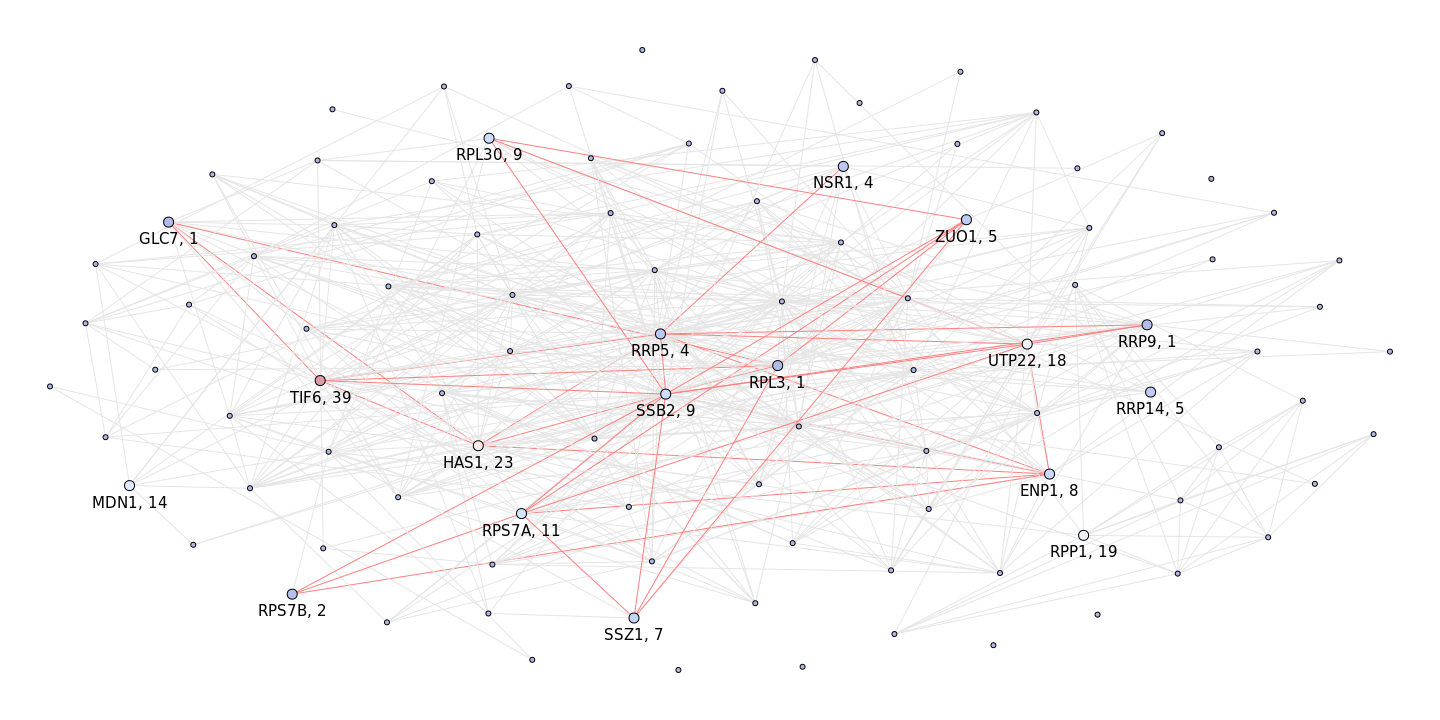 RPL30, 9
NSR1, 4
GLC7, 1
ZUO1, 5
RRP9, 1
RRP5, 4
UTP22, 18
RPL3, 1
TIF6, 39
SSB2, 9
RRP14, 5
HAS1, 23
ENP1, 8
MDN1, 14
RPS7A, 11
RPP1, 19
RPS7B, 2
SSZ1, 7